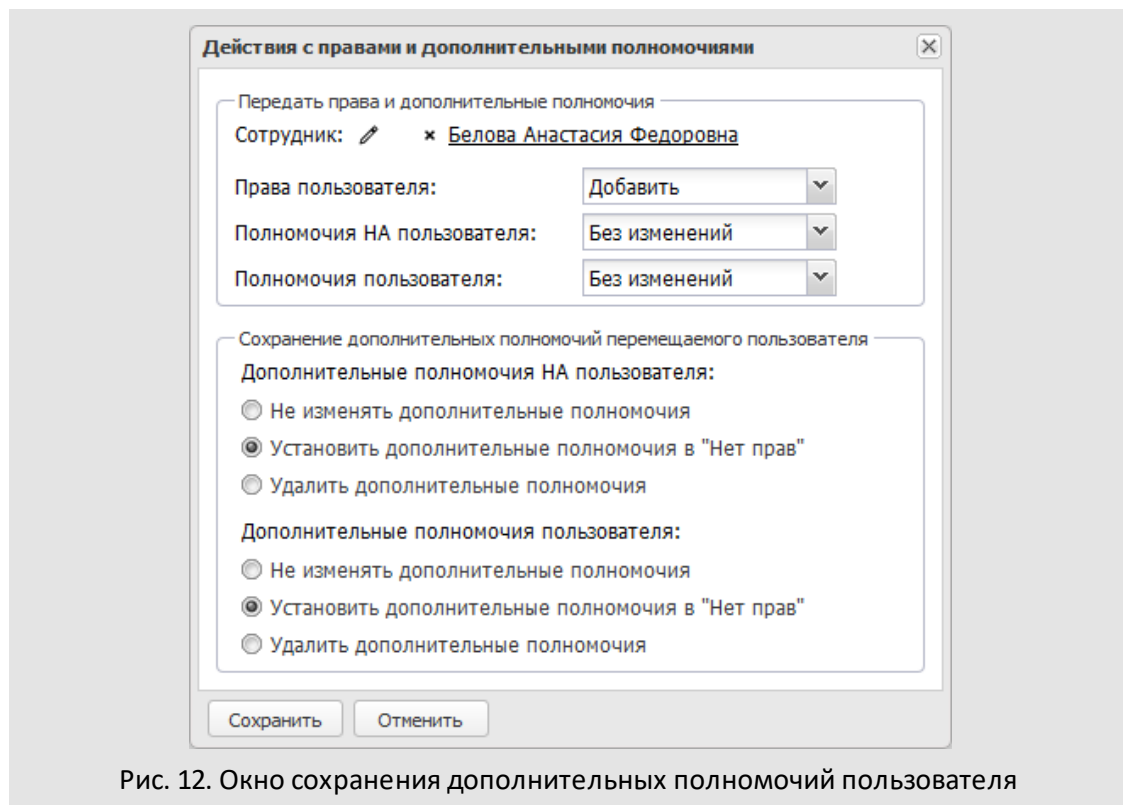 Действия с правами и дополнительными полномочиями
Передать права и дополнительные полномочия
Сотрудник: × Белова Анастасия Федоровна
Права пользователя: Добавить
Полномочия НА пользователя: Без изменений
Полномочия пользователя: Без изменений
Сохранение дополнительных полномочий перемещаемого пользователя
Дополнительные полномочия НА пользователя:
Не изменять дополнительные полномочия
Установить дополнительные полномочия в "Нет прав"
Удалить дополнительные полномочия
Дополнительные полномочия пользователя:
Не изменять дополнительные полномочия
Установить дополнительные полномочия в "Нет прав"
Удалить дополнительные полномочия
Сохранить Отменить
Рис. 12. Окно сохранения дополнительных полномочий пользователя